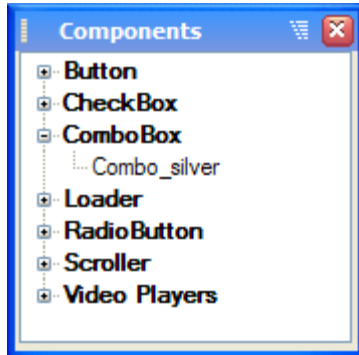 Components
Button
CheckBox
ComboBox
Combo_silver
Loader
RadioButton
Scroller
Video Players